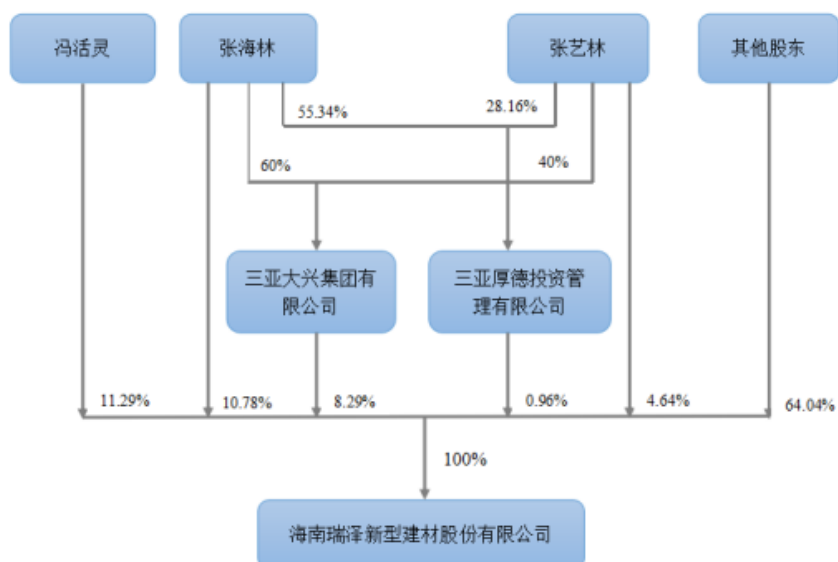 冯活灵
张海林
张艺林
其他股东
55.34%
28.16%
60%
40%
三亚大兴集团有
限公司
三亚厚德投资管
理有限公司
11.29%
10.78%
8.29%
0.96%
4.64%
64.04%
100%
海南瑞泽新型建材股份有限公司